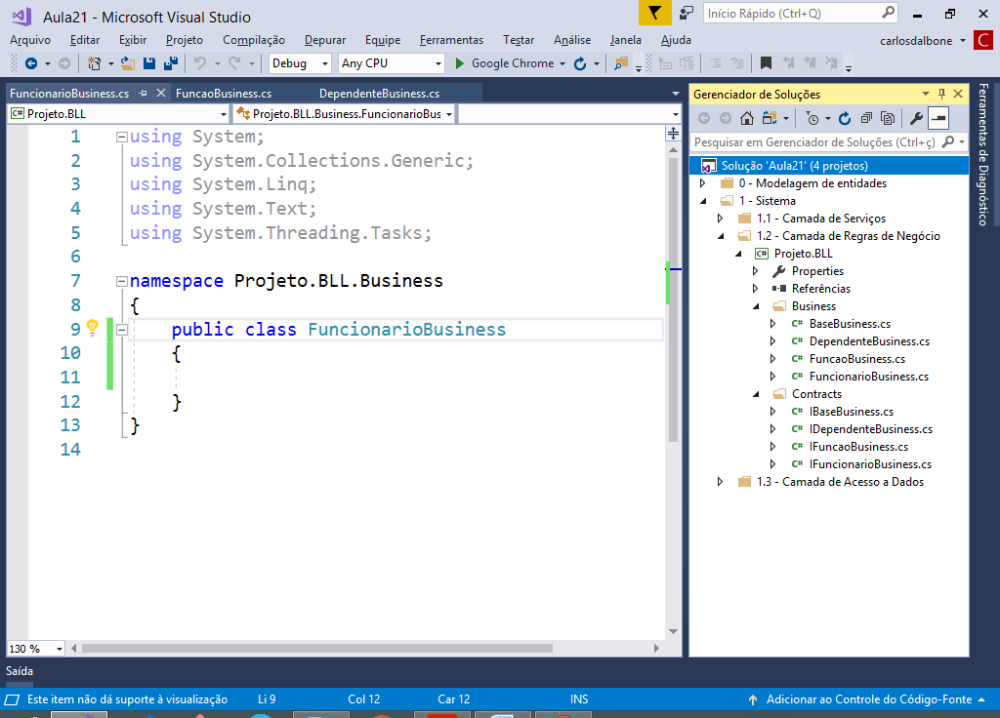 Aula21 - Microsoft Visual Studio
Início Rápido (Ctrl+Q)
Arquivo Editar Exibir Projeto Compilação Depurar Equipe Ferramentas Testar Análise Janela Ajuda carlosdalbone C
Debug Any CPU Google Chrome
FuncionarioBusiness.cs FuncaoBusiness.cs DependenteBusiness.cs
Projeto.BLL Projeto.BLL.Business.FuncionarioBus
1 using System;
2 using System.Collections.Generic;
3 using System.Linq;
4 using System.Text;
5 using System.Threading.Tasks;
6
7 namespace Projeto.BLL.Business
8 {
9 public class FuncionarioBusiness
10 {
11
12 }
13 }
14
130 %
Gerenciador de Soluções
Pesquisar em Gerenciador de Soluções (Ctrl+ç)
Solução 'Aula21' (4 projetos)
0 - Modelagem de entidades
1 - Sistema
1.1 - Camada de Serviços
1.2 - Camada de Regras de Negócio
C# Projeto.BLL
Properties
Referências
Business
C# BaseBusiness.cs
C# DependenteBusiness.cs
C# FuncaoBusiness.cs
C# FuncionarioBusiness.cs
Contracts
C# IBaseBusiness.cs
C# IDependenteBusiness.cs
C# IFuncaoBusiness.cs
C# IFuncionarioBusiness.cs
1.3 - Camada de Acesso a Dados
Ferramentas de Diagnóstico
Saída
Este item não dá suporte à visualização Li 9 Col 12 Car 12 INS Adicionar ao Controle do Código-Fonte